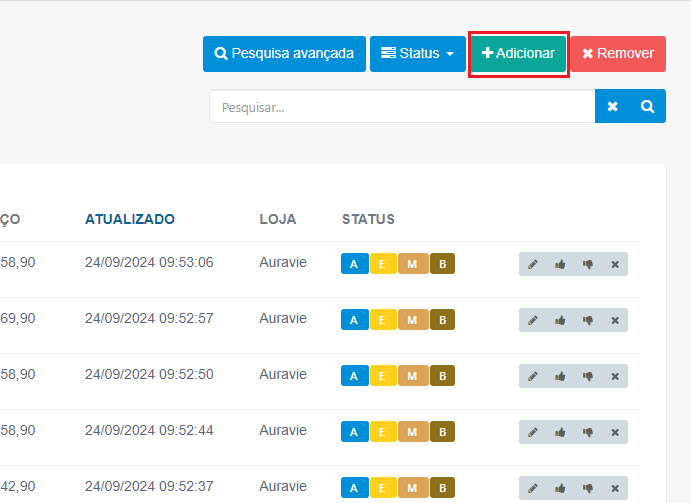 Pesquisa avançada Status Adicionar Remover
Pesquisar...
ÇO ATUALIZADO LOJA STATUS
58,90 24/09/2024 09:53:06 Auravie A E M B
69,90 24/09/2024 09:52:57 Auravie A E M B
58,90 24/09/2024 09:52:50 Auravie A E M B
58,90 24/09/2024 09:52:44 Auravie A E M B
42,90 24/09/2024 09:52:37 Auravie A E M B